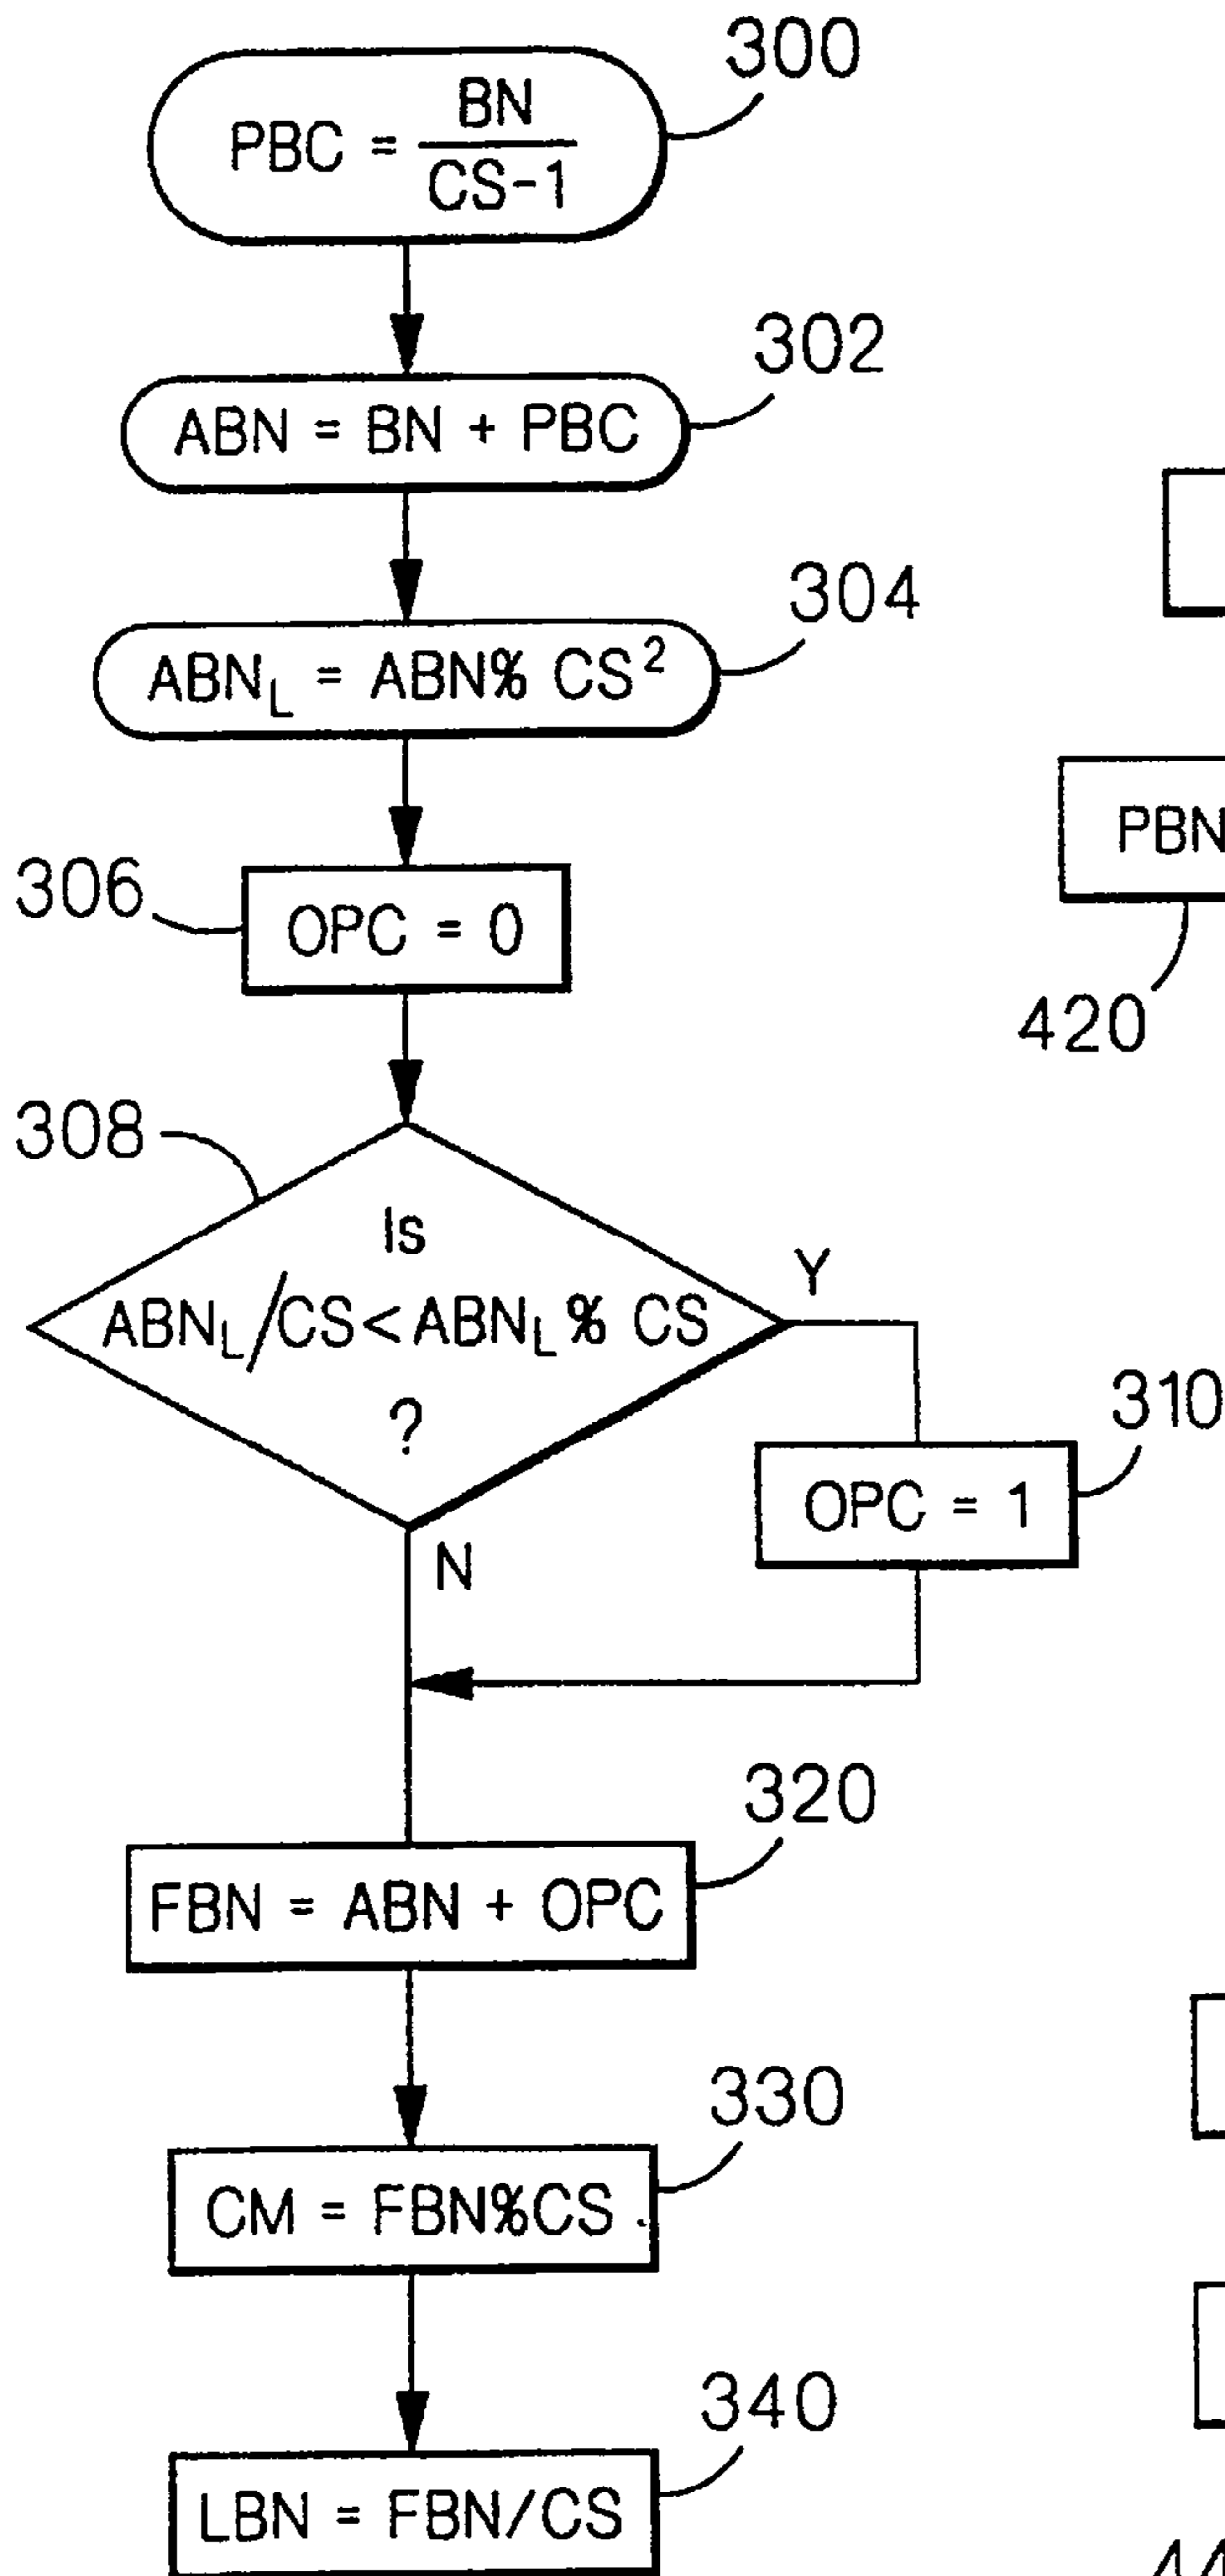 300
PBC = BN
CS-1
302
ABN = BN + PBC
304
ABN_L = ABN% CS²
306
OPC = 0
308
Is
ABN_L/CS<ABN_L% CS
?
Y
310
OPC = 1
N
320
FBN = ABN + OPC
330
CM = FBN%CS
340
LBN = FBN/CS
PBN
420